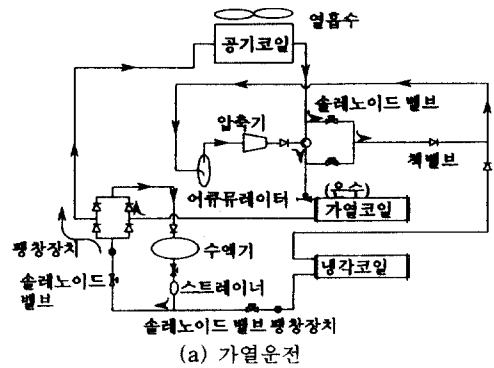 열흡수
공기코일
솔레노이드 밸브
압축기
첵밸브
어큐뮤레이터
(온수)
가열코일
팽창장치
수액기
솔레노이드
밸브
냉각코일
스트레이너
솔레노이드 밸브 팽창장치
(a) 가열운전